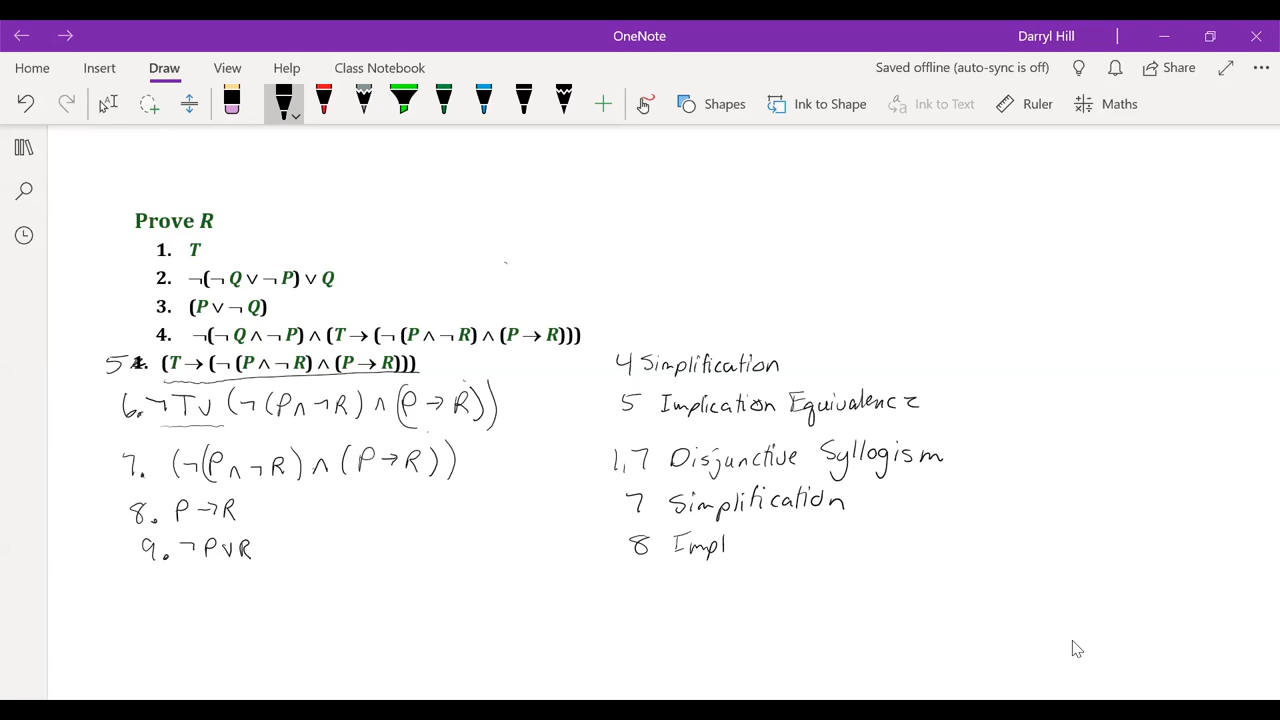 OneNote
Darryl Hill
Home Insert Draw View Help Class Notebook
Saved offline (auto-sync is off)
Share
Shapes
Ink to Shape
Ink to Text
Ruler
Maths
Prove R
1. T
2. ¬(¬ Q ∨ ¬ P) ∨ Q
3. (P ∨ ¬ Q)
4. ¬(¬ Q ∧ ¬ P) ∧ (T → (¬ (P ∧ ¬ R) ∧ (P → R)))
5 (T → (¬ (P ∧ ¬ R) ∧ (P → R))) 4 Simplification
6. ¬T ∨ (¬(P ∧ ¬R) ∧ (P → R)) 5 Implication Equivalence
7. (¬(P ∧ ¬R) ∧ (P → R)) 1,7 Disjunctive Syllogism
8. P → R 7 Simplification
9. ¬P ∨ R 8 Impl